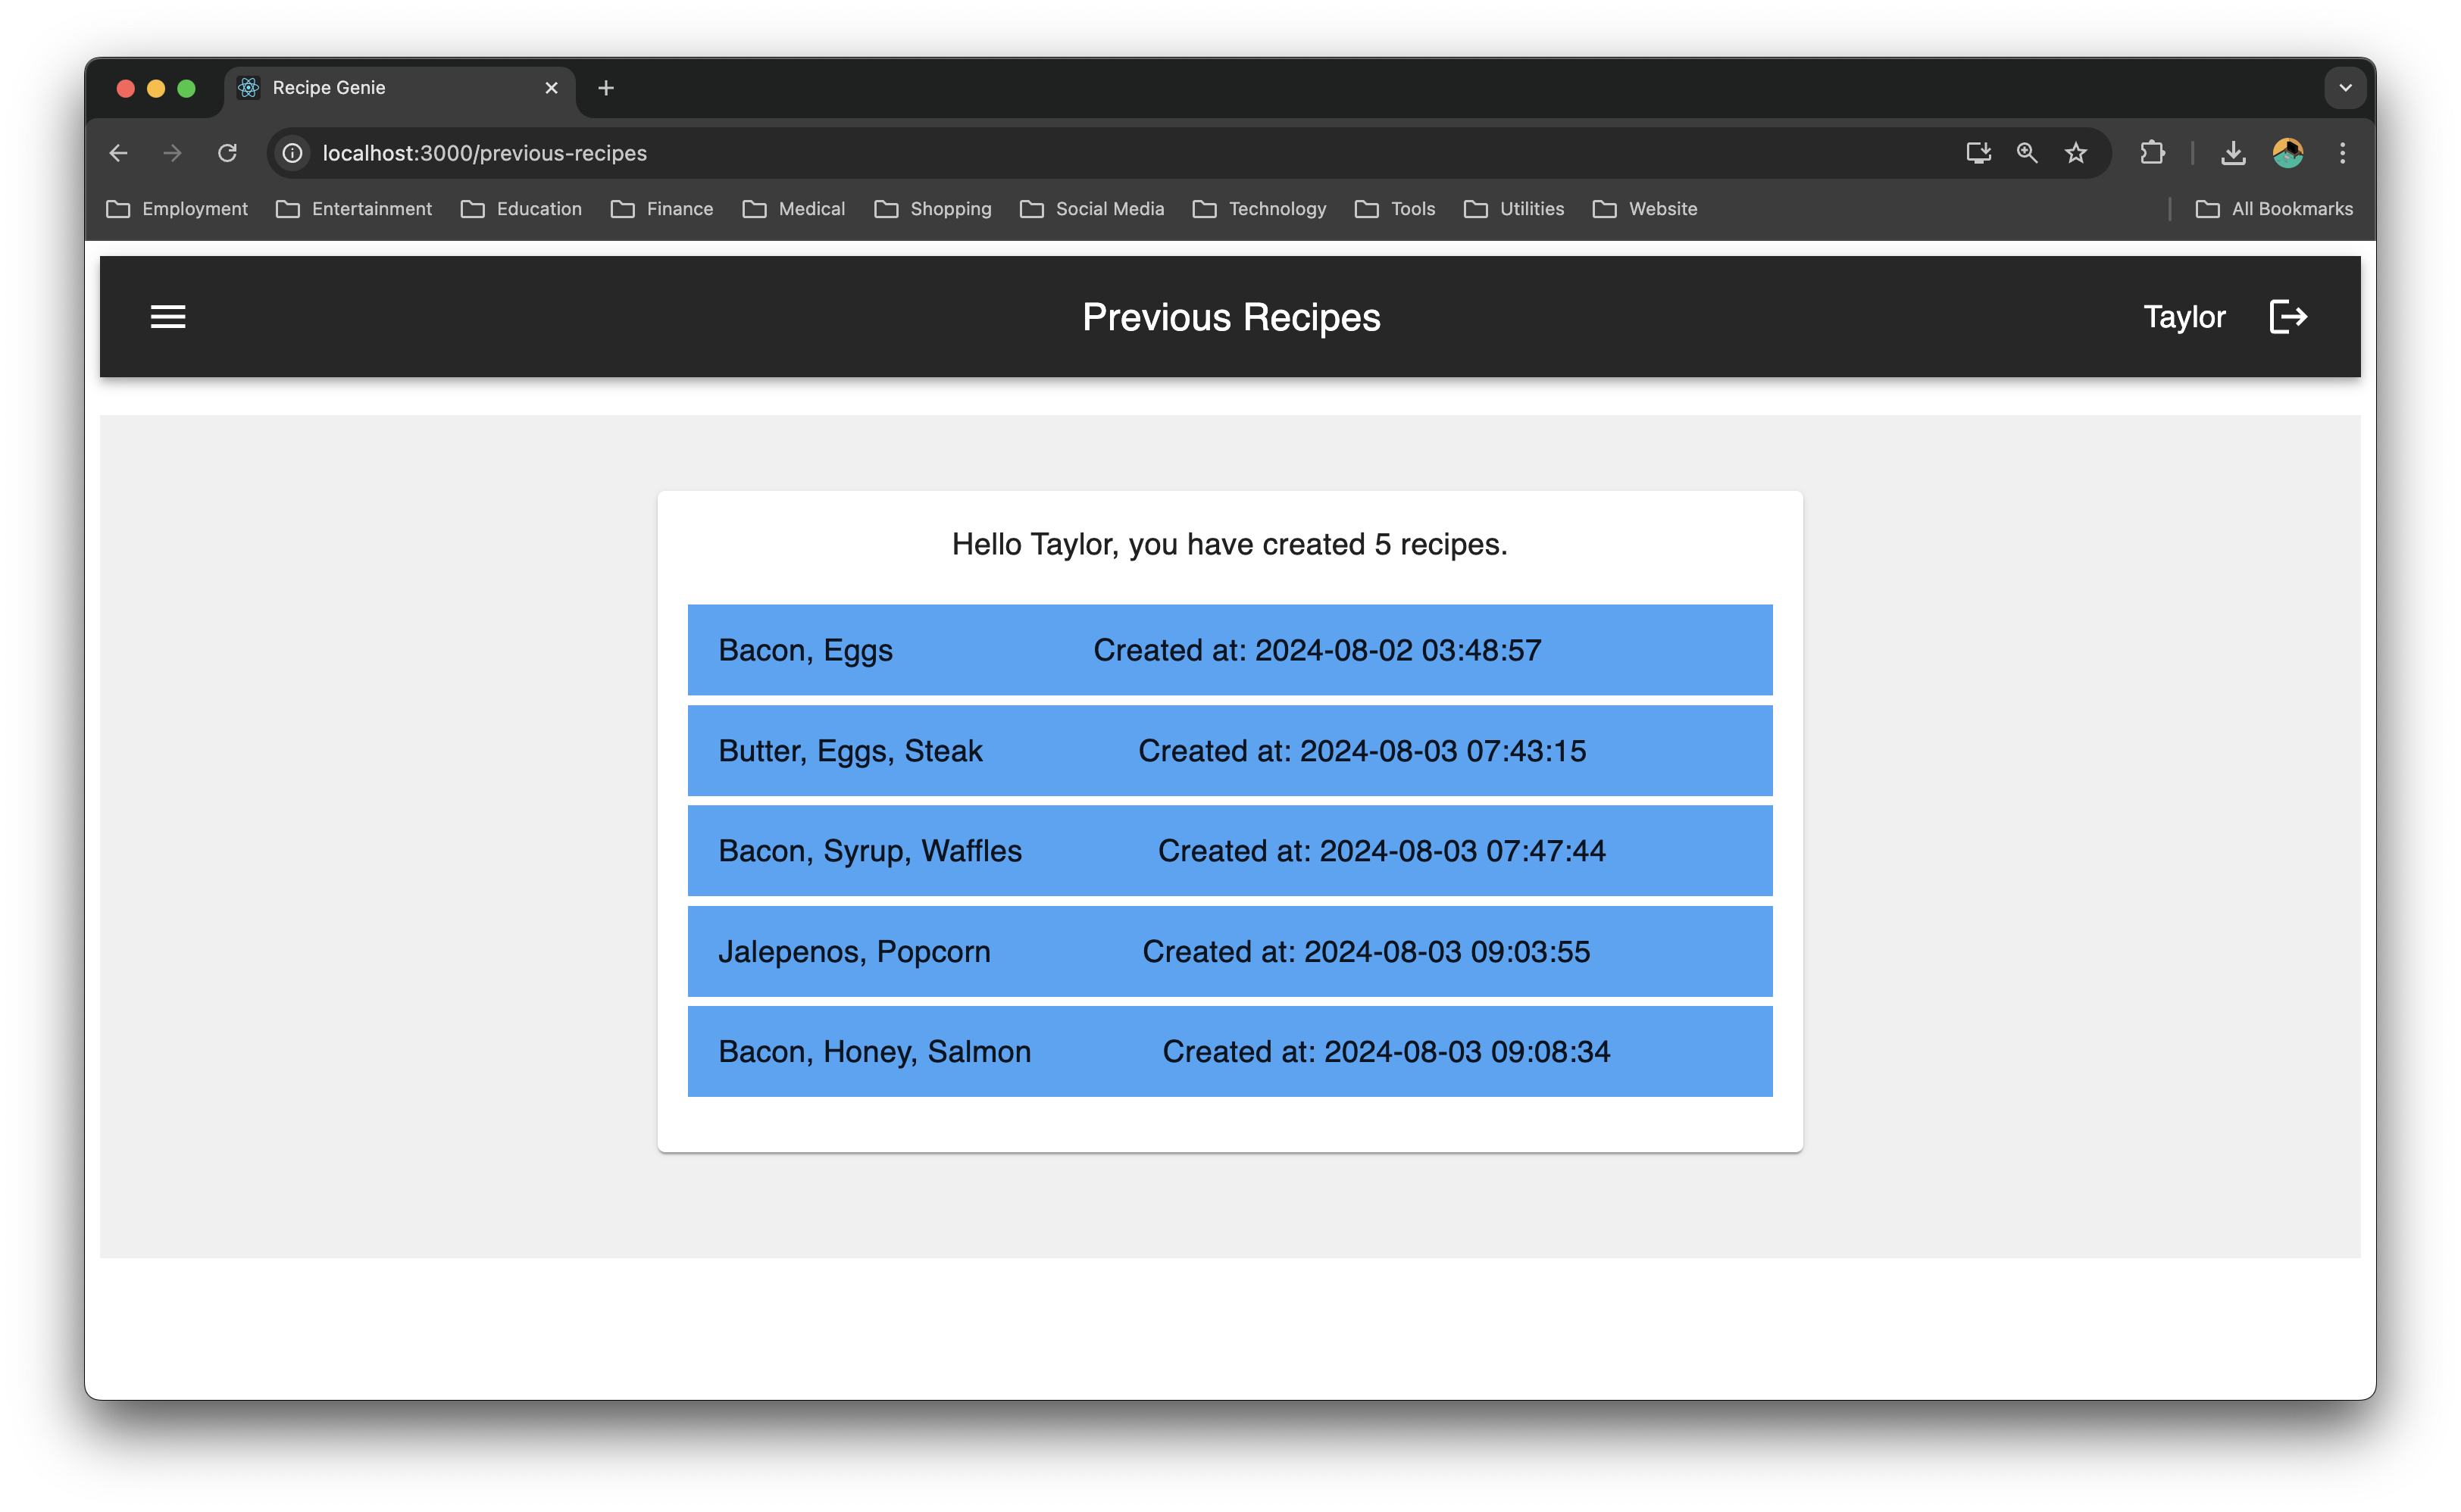 Recipe Genie
localhost:3000/previous-recipes
Employment Entertainment Education Finance Medical Shopping Social Media Technology Tools Utilities Website All Bookmarks
Previous Recipes Taylor
Hello Taylor, you have created 5 recipes.
Bacon, Eggs Created at: 2024-08-02 03:48:57
Butter, Eggs, Steak Created at: 2024-08-03 07:43:15
Bacon, Syrup, Waffles Created at: 2024-08-03 07:47:44
Jalepenos, Popcorn Created at: 2024-08-03 09:03:55
Bacon, Honey, Salmon Created at: 2024-08-03 09:08:34